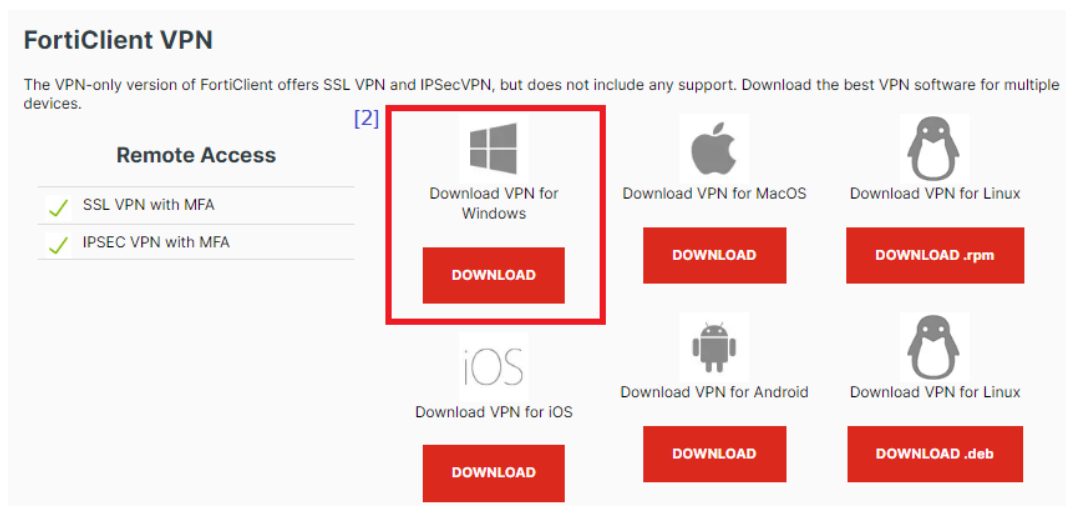 FortiClient VPN
The VPN-only version of FortiClient offers SSL VPN and IPSecVPN, but does not include any support. Download the best VPN software for multiple
devices.
[2]
Remote Access
SSL VPN with MFA
IPSEC VPN with MFA
Download VPN for
Windows
DOWNLOAD
Download VPN for MacOS
DOWNLOAD
Download VPN for Linux
DOWNLOAD .rpm
iOS
Download VPN for iOS
DOWNLOAD
Download VPN for Android
DOWNLOAD
Download VPN for Linux
DOWNLOAD .deb